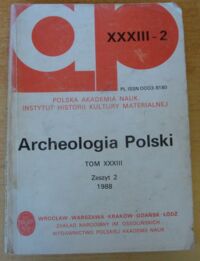 ap
XXXIII - 2
PL ISSN 0003-8180
POLSKA AKADEMIA NAUK
INSTYTUT HISTORII KULTURY MATERIALNEJ
Archeologia Polski
TOM XXXIII
Zeszyt 2
1988
WROCŁAW WARSZAWA KRAKÓW GDAŃSK ŁÓDŹ
ZAKŁAD NARODOWY IM. OSSOLIŃSKICH
WYDAWNICTWO POLSKIEJ AKADEMII NAUK